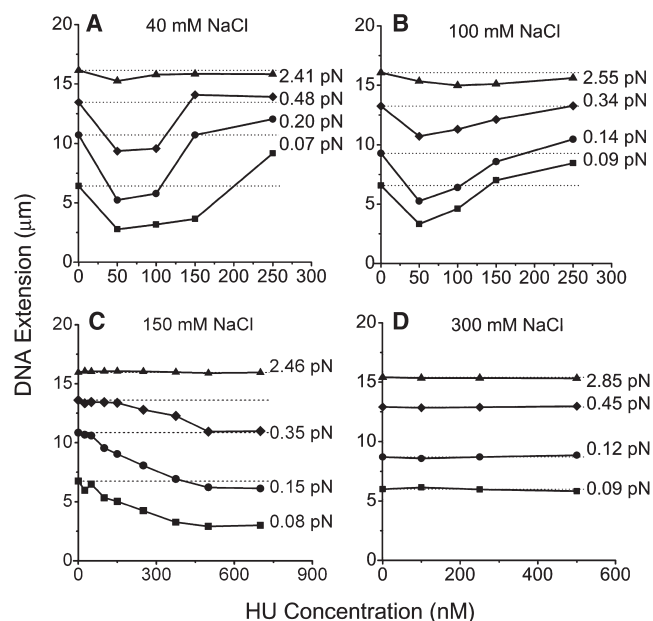 A
40 mM NaCl
20
15
10
5
0
0 50 100 150 200 250 300
2.41 pN
0.48 pN
0.20 pN
0.07 pN
B
100 mM NaCl
20
15
10
5
0
0 50 100 150 200 250 300
2.55 pN
0.34 pN
0.14 pN
0.09 pN
DNA Extension (μm)
C
150 mM NaCl
20
15
10
5
0
0 300 600 900
2.46 pN
0.35 pN
0.15 pN
0.08 pN
D
300 mM NaCl
20
15
10
5
0
0 200 400 600
2.85 pN
0.45 pN
0.12 pN
0.09 pN
HU Concentration (nM)